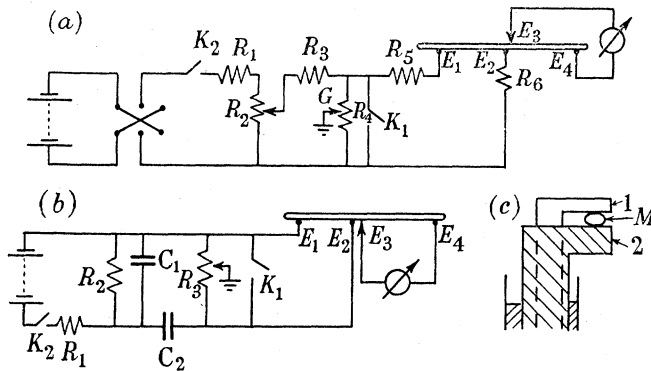 (a)
K2 R1 R3 R5 E1 E2 E3 E4
R2 G R4 K1 R6
(b) (c)
E1 E2 E3 E4 1
M
2
R2 C1 R3 K1
K2 R1 C2